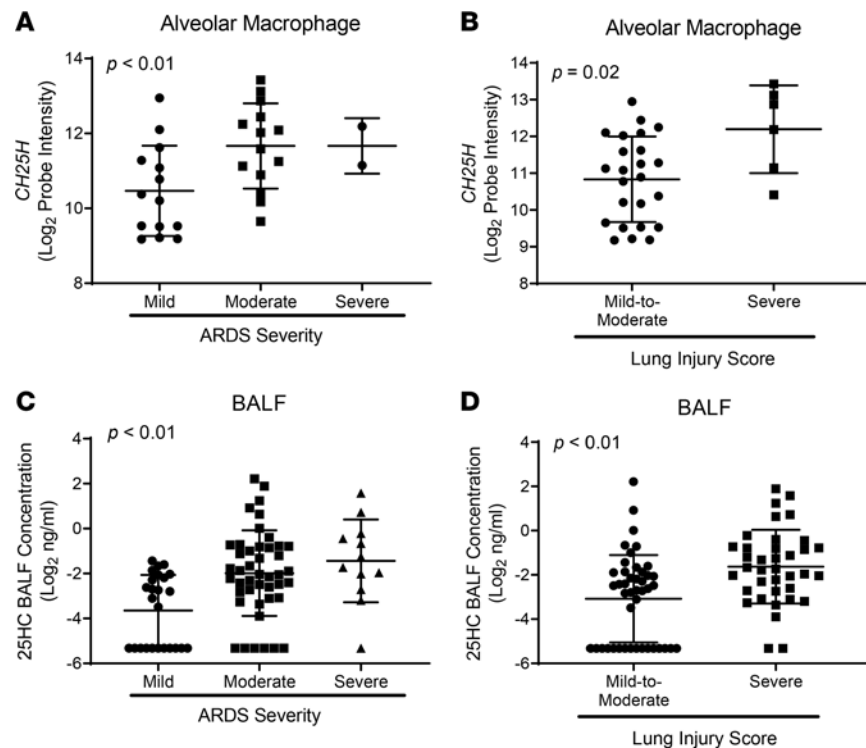 A
Alveolar Macrophage
p < 0.01
CH25H
(Log2 Probe Intensity)
14
12
10
8
Mild Moderate Severe
ARDS Severity
B
Alveolar Macrophage
p = 0.02
CH25H
(Log2 Probe Intensity)
14
13
12
11
10
9
8
Mild-to-
Moderate
Severe
Lung Injury Score
C
BALF
p < 0.01
25HC BALF Concentration
(Log2 ng/ml)
4
2
0
-2
-4
-6
Mild Moderate Severe
ARDS Severity
D
BALF
p < 0.01
25HC BALF Concentration
(Log2 ng/ml)
4
2
0
-2
-4
-6
Mild-to-
Moderate
Severe
Lung Injury Score